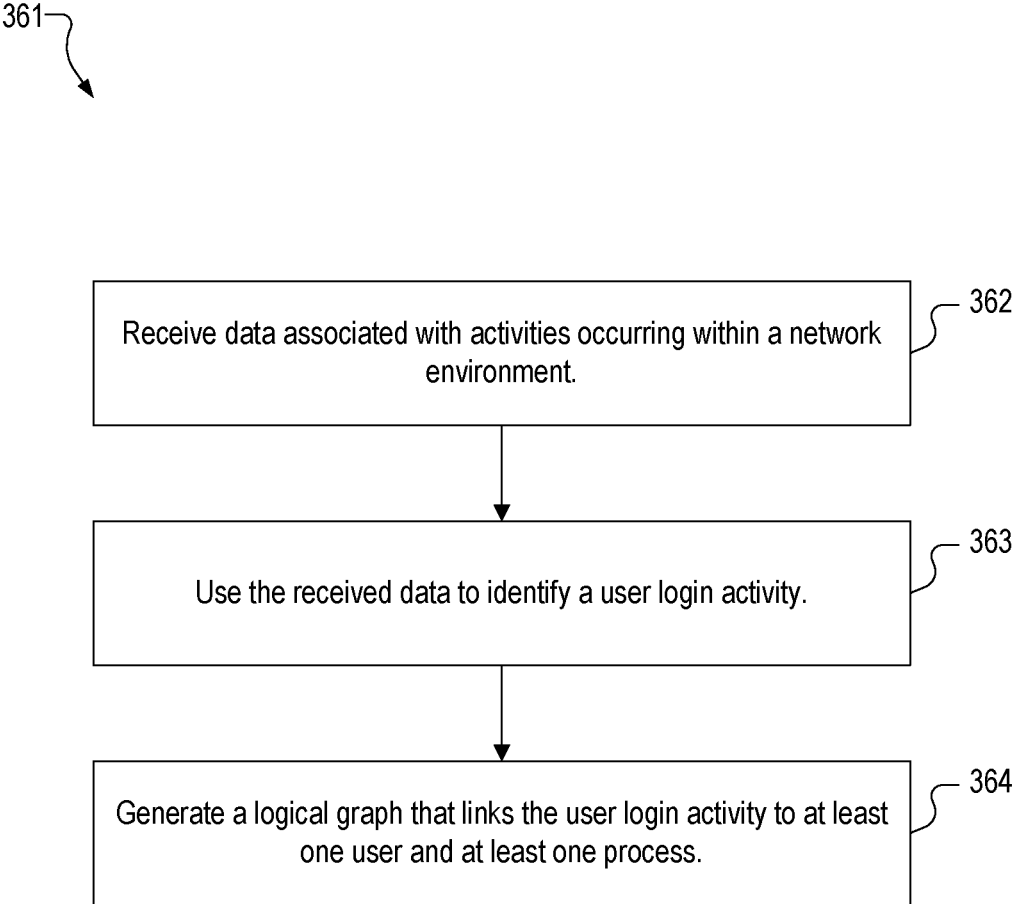 361
362
Receive data associated with activities occurring within a network
environment.
363
Use the received data to identify a user login activity.
364
Generate a logical graph that links the user login activity to at least
one user and at least one process.